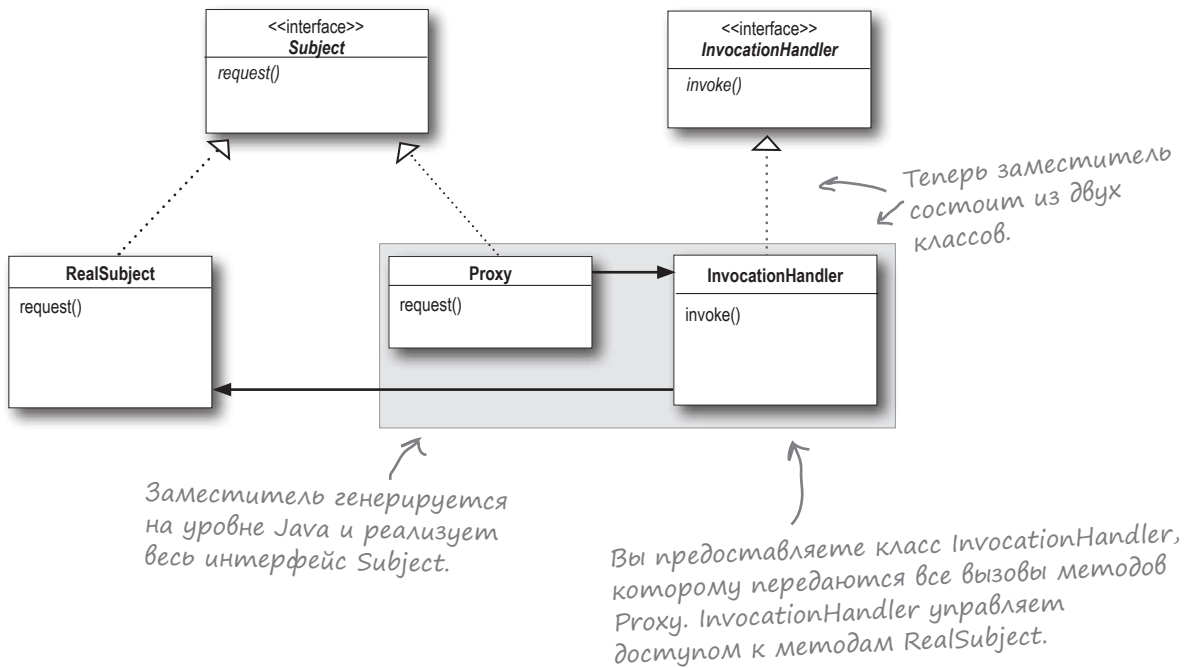 <<interface>>
Subject
request()
<<interface>>
InvocationHandler
invoke()
Теперь заместитель
состоит из двух
классов.
RealSubject
request()
Proxy
request()
InvocationHandler
invoke()
Заместитель генерируется
на уровне Java и реализует
весь интерфейс Subject.
Вы предоставляете класс InvocationHandler,
которому передаются все вызовы методов
Proxy. InvocationHandler управляет
доступом к методам RealSubject.